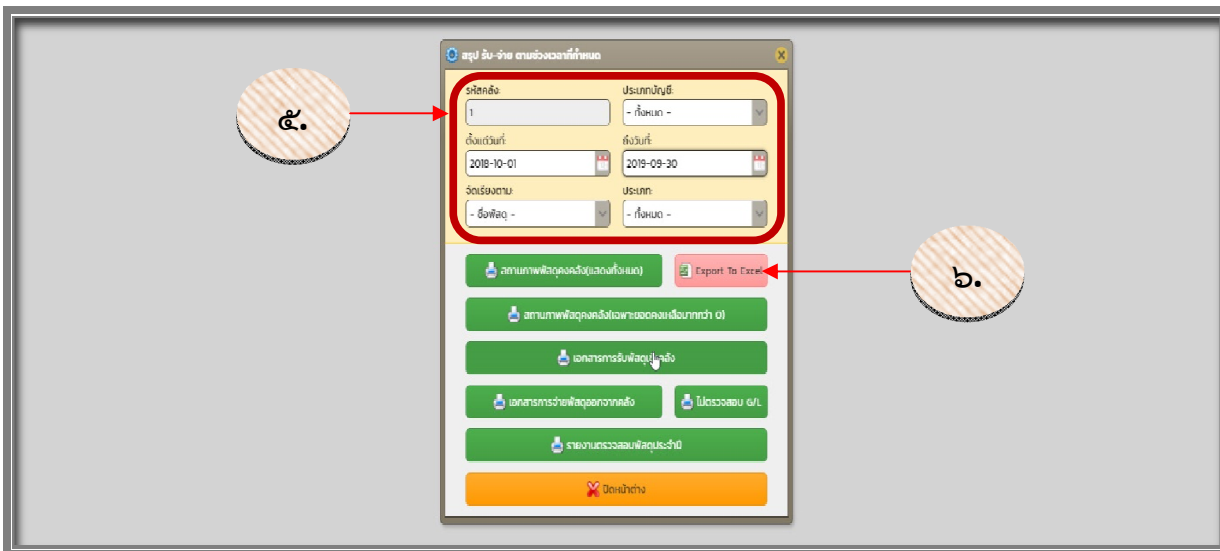 สรุป รับ-จ่าย ตามช่วงเวลาที่กำหนด
รหัสคลัง: ประเภทบัญชี:
1 - ทั้งหมด -
๕.
ตั้งแต่วันที่: ถึงวันที่:
2018-10-01 2019-09-30
จัดเรียงตาม: ประเภท:
- ชื่อพัสดุ - - ทั้งหมด -
สถานภาพพัสดุคงคลัง(แสดงทั้งหมด) Export To Excel
๖.
สถานภาพพัสดุคงคลัง(เฉพาะยอดคงเหลือมากกว่า 0)
เอกสารการรับพัสดุเข้าคลัง
เอกสารการจ่ายพัสดุออกจากคลัง ใบตรวจสอบ G/L
รายงานตรวจสอบพัสดุประจำปี
ปิดหน้าต่าง